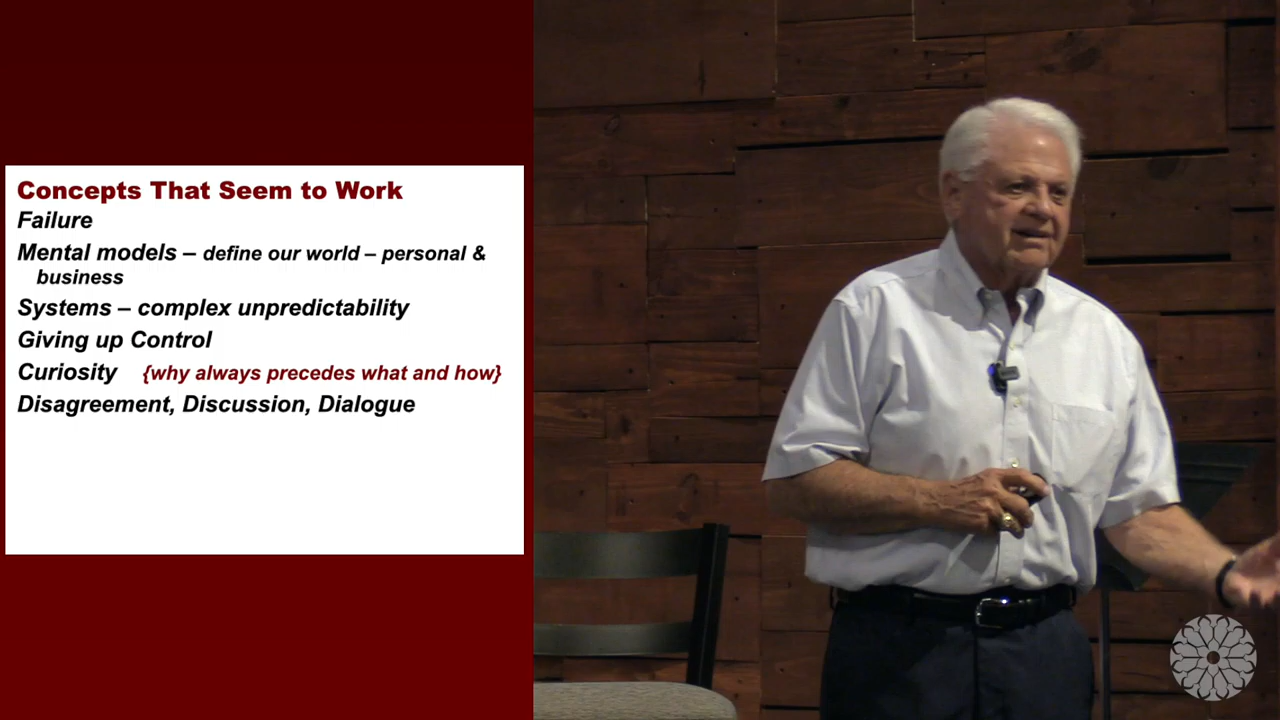 Concepts That Seem to Work
Failure
Mental models – define our world – personal &
business
Systems – complex unpredictability
Giving up Control
Curiosity {why always precedes what and how}
Disagreement, Discussion, Dialogue